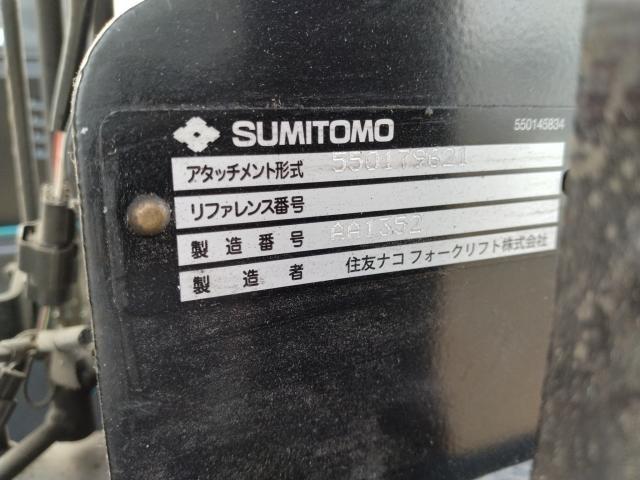 SUMITOMO
550145834
アタッチメント形式 550179621
リファレンス番号
製造番号 AA1352
製造者 住友ナコ フォークリフト株式会社